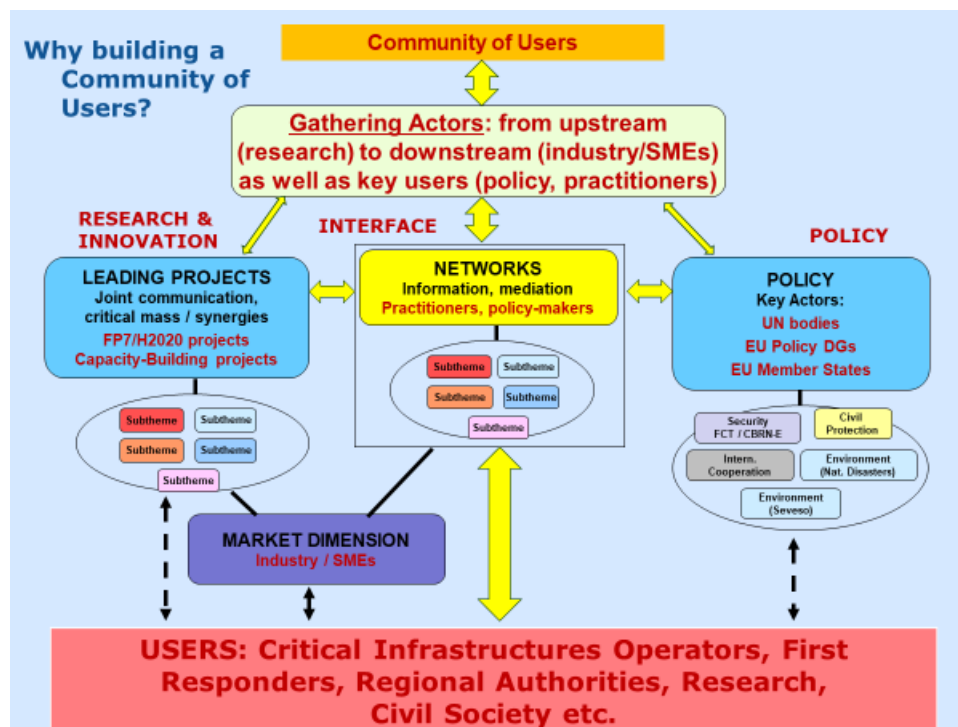 Why building a
Community of
Users?
Community of Users
Gathering Actors: from upstream
(research) to downstream (industry/SMEs)
as well as key users (policy, practitioners)
RESEARCH &
INNOVATION
INTERFACE
POLICY
LEADING PROJECTS
Joint communication,
critical mass / synergies
FP7/H2020 projects
Capacity-Building projects
NETWORKS
Information, mediation
Practitioners, policy-makers
POLICY
Key Actors:
UN bodies
EU Policy DGs
EU Member States
Subtheme
Subtheme
Subtheme
Subtheme
Subtheme
Subtheme
Subtheme
Subtheme
Subtheme
Subtheme
Security
FCT / CBRN-E
Civil
Protection
Intern.
Cooperation
Environment
(Nat. Disasters)
Environment
(Seveso)
MARKET DIMENSION
Industry / SMEs
USERS: Critical Infrastructures Operators, First
Responders, Regional Authorities, Research,
Civil Society etc.